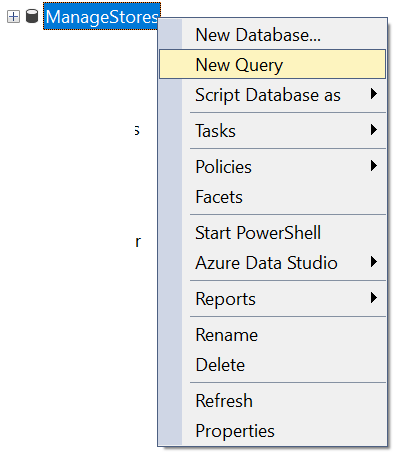 ManageStores
New Database...
New Query
Script Database as
Tasks
s
Policies
Facets
Start PowerShell
r
Azure Data Studio
Reports
Rename
Delete
Refresh
Properties